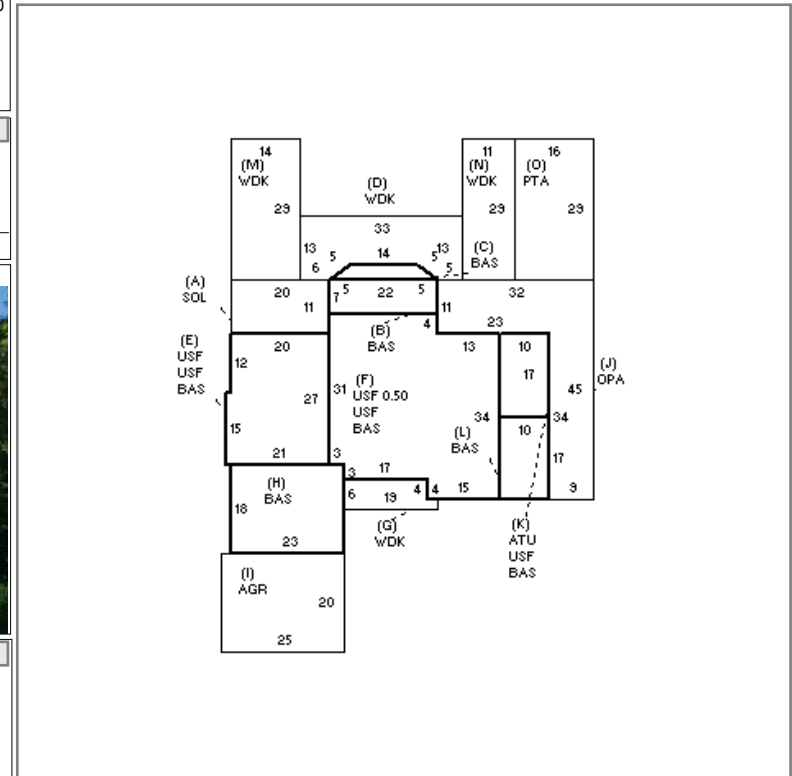 14 11 16
(M) (N) (O)
WDK WDK PTA
(D)
WDK
29 29 29
33
13 5 14 5 13
6 5
(C)
BAS
(A)
SOL
20 7 5 22 5 32
11 11
(B)
BAS
4 23
(E)
USF
USF
BAS
20 13 10
12
17
(J)
OPA
(F)
USF 0.50
USF
BAS
31
27
45
34 34
15
(L)
BAS
10
21 3 17
3 17
(H)
BAS
6 19 4 4 15 9
18
(G)
WDK
(K)
ATU
USF
BAS
23
(I)
AGR
20
25